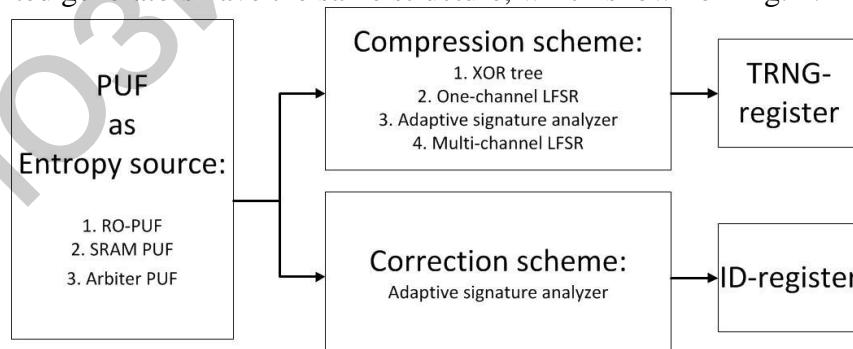 PUF
as
Entropy source:
1. RO-PUF
2. SRAM PUF
3. Arbiter PUF
Compression scheme:
1. XOR tree
2. One-channel LFSR
3. Adaptive signature analyzer
4. Multi-channel LFSR
TRNG-
register
Correction scheme:
Adaptive signature analyzer
ID-register